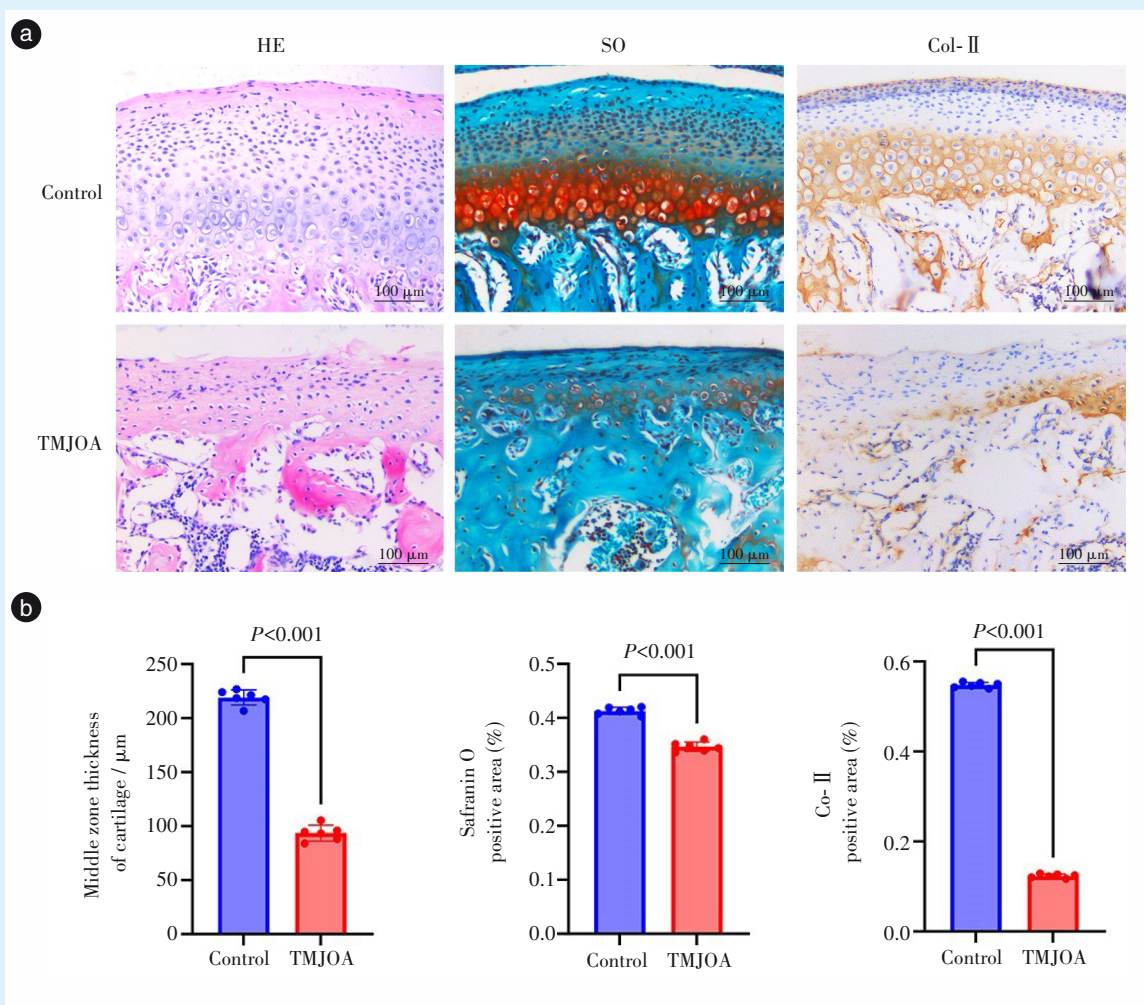 a
HE
SO
Col-Ⅱ
Control
100 μm
100 μm
100 μm
TMJOA
100 μm
100 μm
100 μm
b
P<0.001
Middle zone thickness
of cartilage / μm
250
200
150
100
50
0
Control
TMJOA
P<0.001
Safranin O
positive area (%)
0.5
0.4
0.3
0.2
0.1
0.0
Control
TMJOA
P<0.001
Co-Ⅱ
positive area (%)
0.6
0.4
0.2
0.0
Control
TMJOA